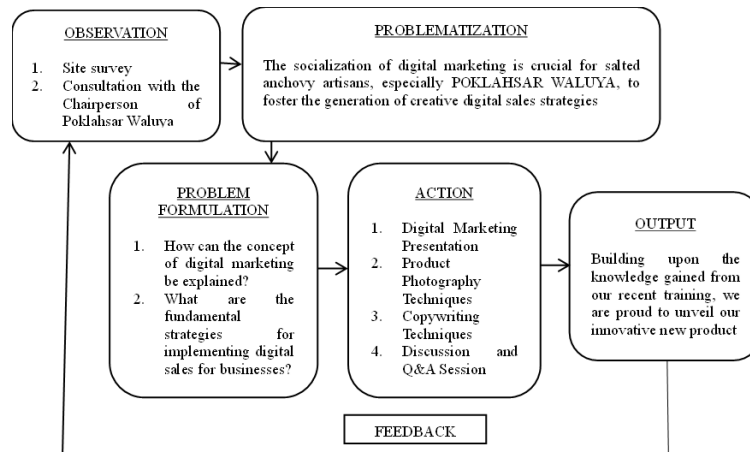 OBSERVATION
1. Site survey
2. Consultation with the
Chairperson of
Poklahsar Waluya
PROBLEMATIZATION
The socialization of digital marketing is crucial for salted
anchovy artisans, especially POKLAHSAR WALUYA, to
foster the generation of creative digital sales strategies
PROBLEM
FORMULATION
1. How can the concept
of digital marketing
be explained?
2. What are the
fundamental
strategies for
implementing digital
sales for businesses?
ACTION
1. Digital Marketing
Presentation
2. Product
Photography
Techniques
3. Copywriting
Techniques
4. Discussion and
Q&A Session
OUTPUT
Building upon the
knowledge gained from
our recent training, we
are proud to unveil our
innovative new product
FEEDBACK